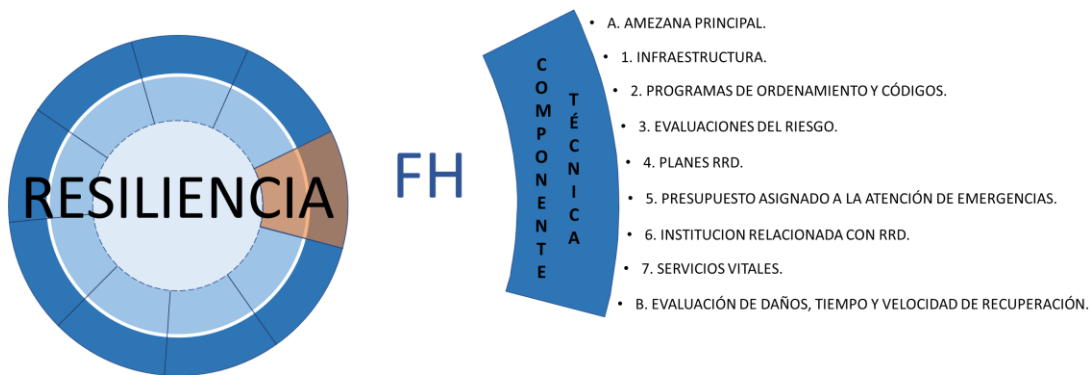 RESILIENCIA
FH
COMPONENTE
TÉCNICA
• A. AMEZANA PRINCIPAL.
• 1. INFRAESTRUCTURA.
• 2. PROGRAMAS DE ORDENAMIENTO Y CÓDIGOS.
• 3. EVALUACIONES DEL RIESGO.
• 4. PLANES RRD.
• 5. PRESUPUESTO ASIGNADO A LA ATENCIÓN DE EMERGENCIAS.
• 6. INSTITUCION RELACIONADA CON RRD.
• 7. SERVICIOS VITALES.
• B. EVALUACIÓN DE DAÑOS, TIEMPO Y VELOCIDAD DE RECUPERACIÓN.